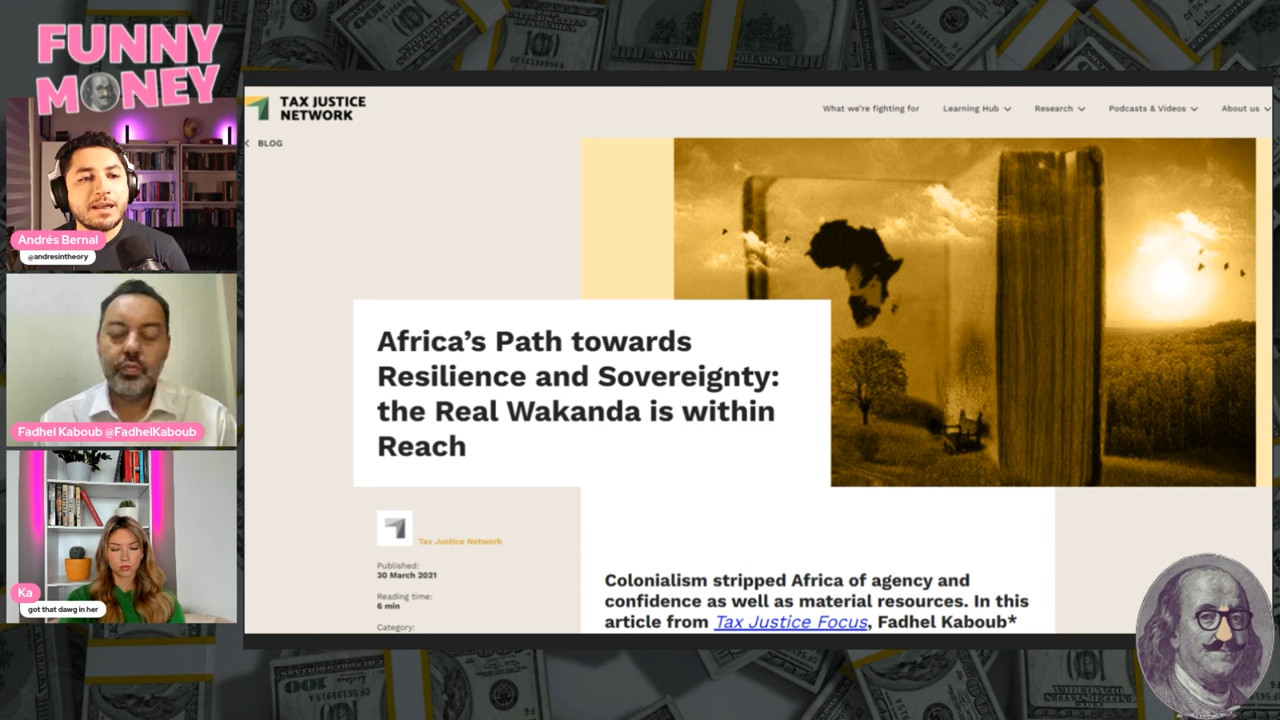 FUNNY
MONEY
Andrés Bernal
@andresintheory
Fadhel Kaboub @FadhelKaboub
Ka
got that dawg in her
TAX JUSTICE
NETWORK
What we're fighting for
Learning Hub
Research
Podcasts & Videos
About us
BLOG
Africa's Path towards
Resilience and Sovereignty:
the Real Wakanda is within
Reach
Tax Justice Network
Published:
30 March 2021
Reading time:
6 min
Category:
Colonialism stripped Africa of agency and
confidence as well as material resources. In this
article from Tax Justice Focus, Fadhel Kaboub*